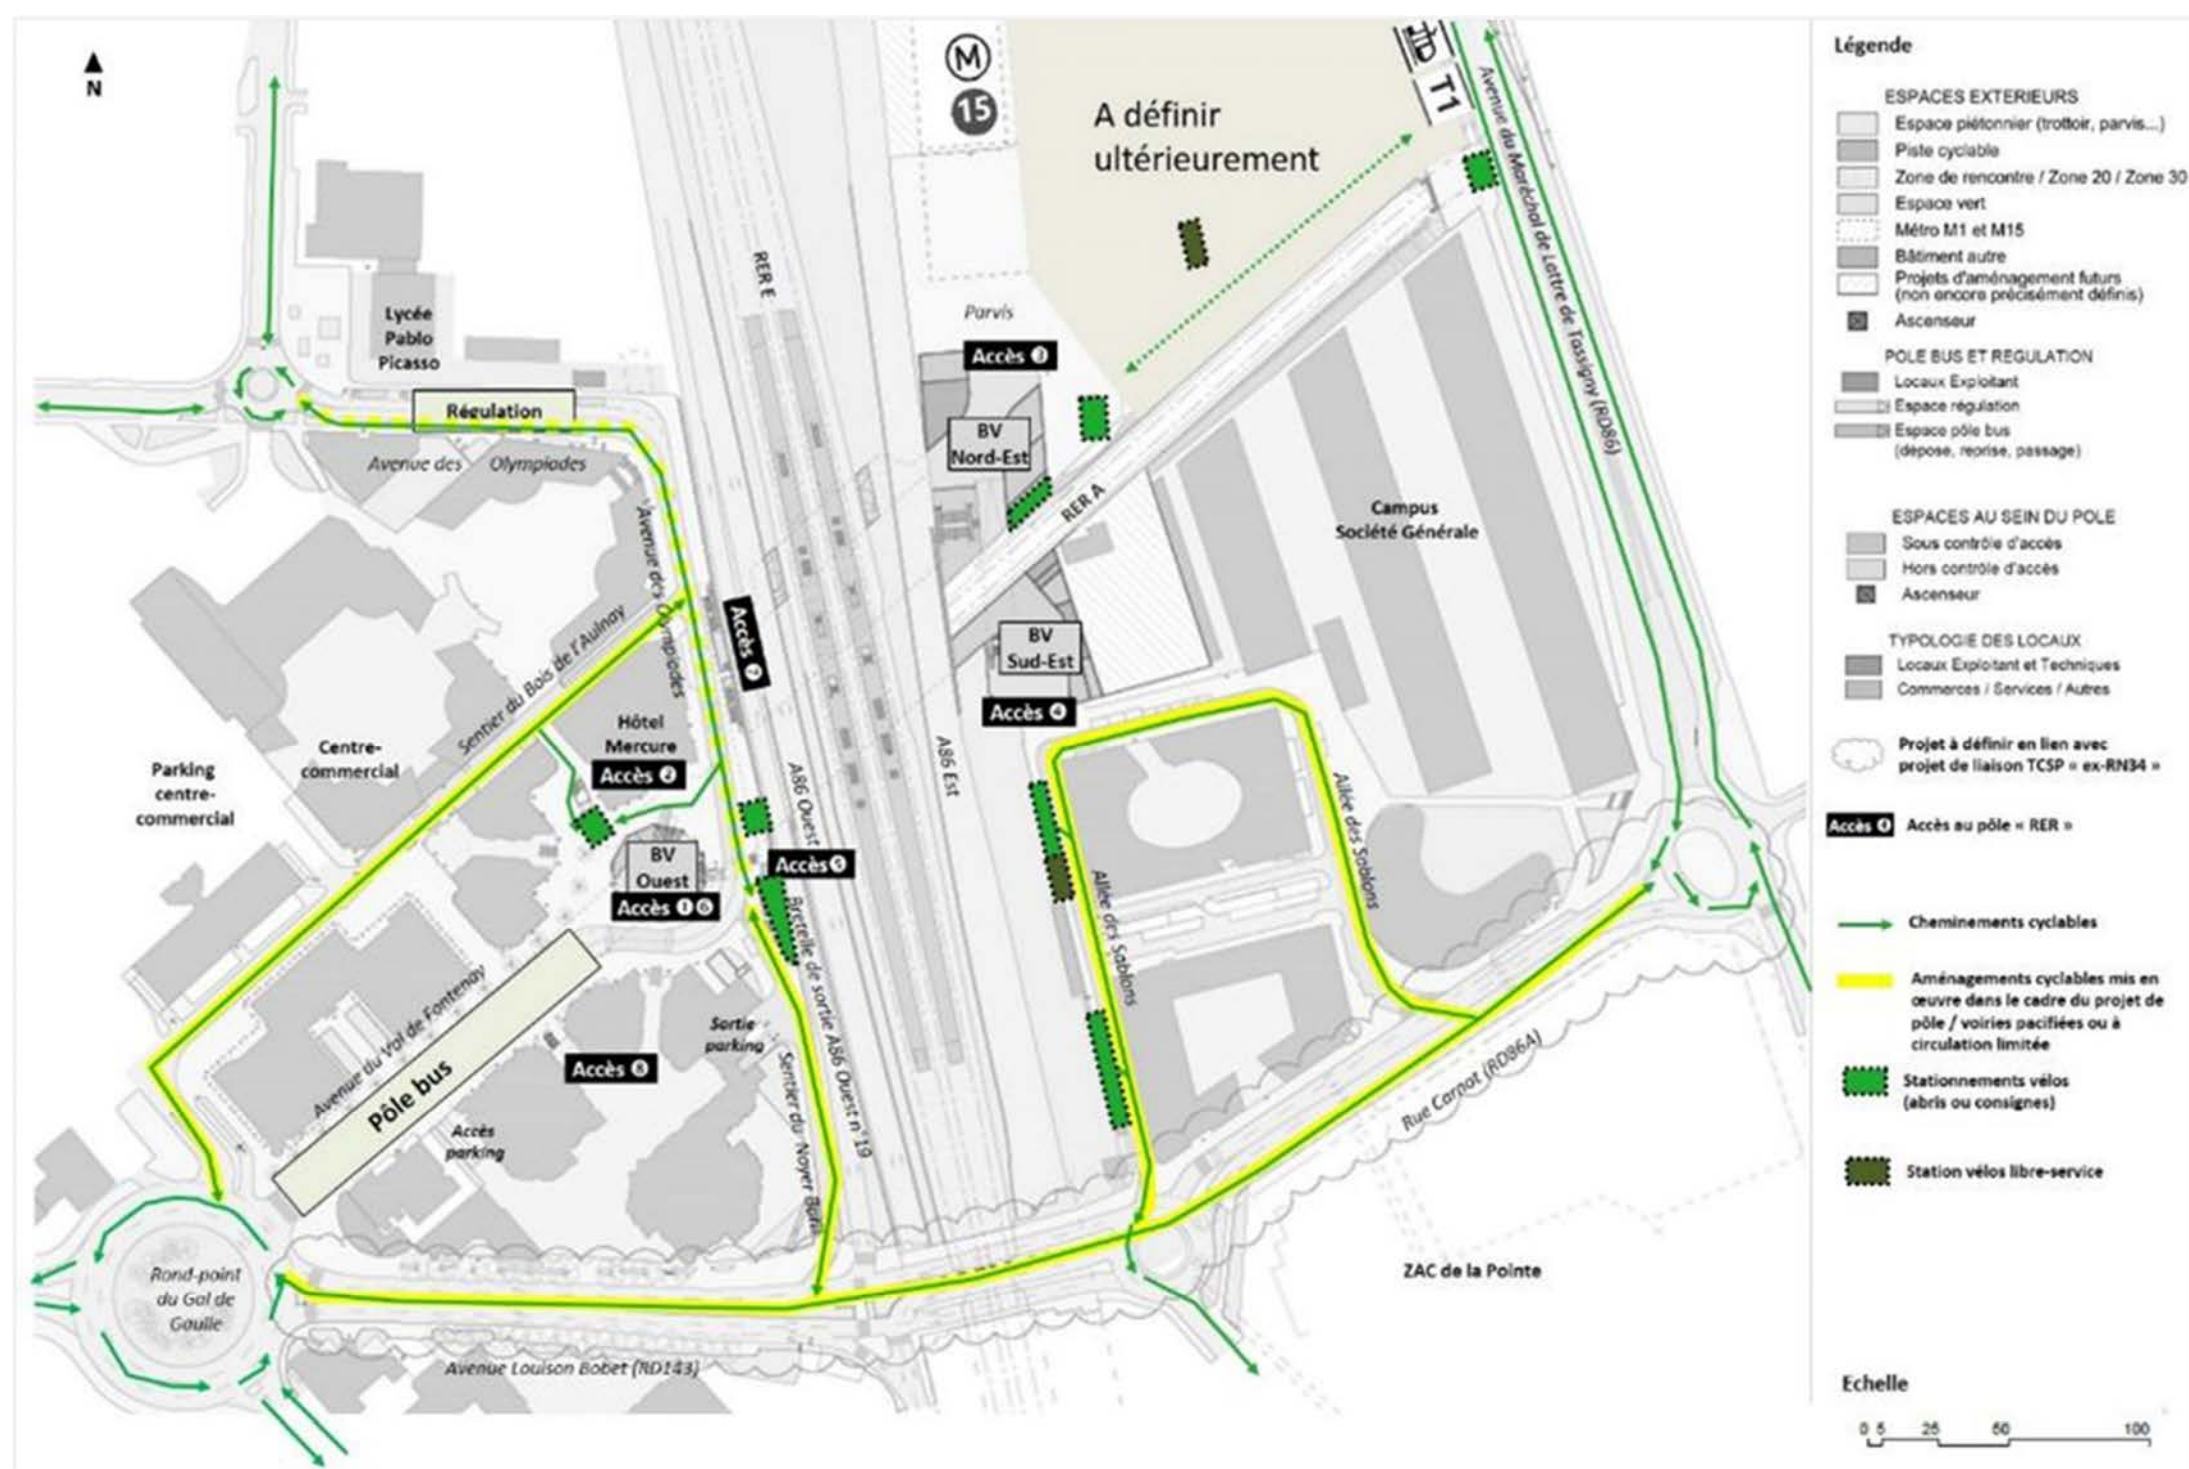 N
M
15
A définir
ultérieurement
T1
Avenue du Maréchal de Lattre de Tassigny (RD86)
RER E
Lycée
Pablo
Picasso
Parvis
Accès 3
Régulation
BV
Nord-Est
Avenue des Olympiades
RER A
Campus
Société Générale
Avenue des Olympiades
Accès 7
BV
Sud-Est
Sentier du Bois de l'Aulnay
Hôtel
Mercure
Accès 2
Accès 4
Centre-
commercial
Parking
centre-
commercial
A86 Ouest
A86 Est
Allée des Sablons
BV
Ouest
Accès 5
Accès 1 6
Allée des Sablons
Bretelle de sortie A86 Ouest n°19
Avenue du Val de Fontenay
Pôle bus
Sortie
parking
Accès 8
Sentier du Noyer
Accès
parking
Rue Carnot (RD86A)
Rond-point
du Gal de
Gaulle
ZAC de la Pointe
Avenue Louison Bobet (RD143)
Légende
ESPACES EXTERIEURS
Espace piétonnier (trottoir, parvis...)
Piste cyclable
Zone de rencontre / Zone 20 / Zone 30
Espace vert
Métro M1 et M15
Bâtiment autre
Projets d'aménagement futurs
(non encore précisément définis)
Ascenseur
POLE BUS ET REGULATION
Locaux Exploitant
Espace régulation
Espace pôle bus
(dépose, reprise, passage)
ESPACES AU SEIN DU POLE
Sous contrôle d'accès
Hors contrôle d'accès
Ascenseur
TYPOLOGIE DES LOCAUX
Locaux Exploitant et Techniques
Commerces / Services / Autres
Projet à définir en lien avec
projet de liaison TCSP « ex-RN34 »
Accès Accès au pôle « RER »
Cheminements cyclables
Aménagements cyclables mis en
œuvre dans le cadre du projet de
pôle / voiries pacifiées ou à
circulation limitée
Stationnements vélos
(abris ou consignes)
Station vélos libre-service
Echelle
0 5 25 50 100